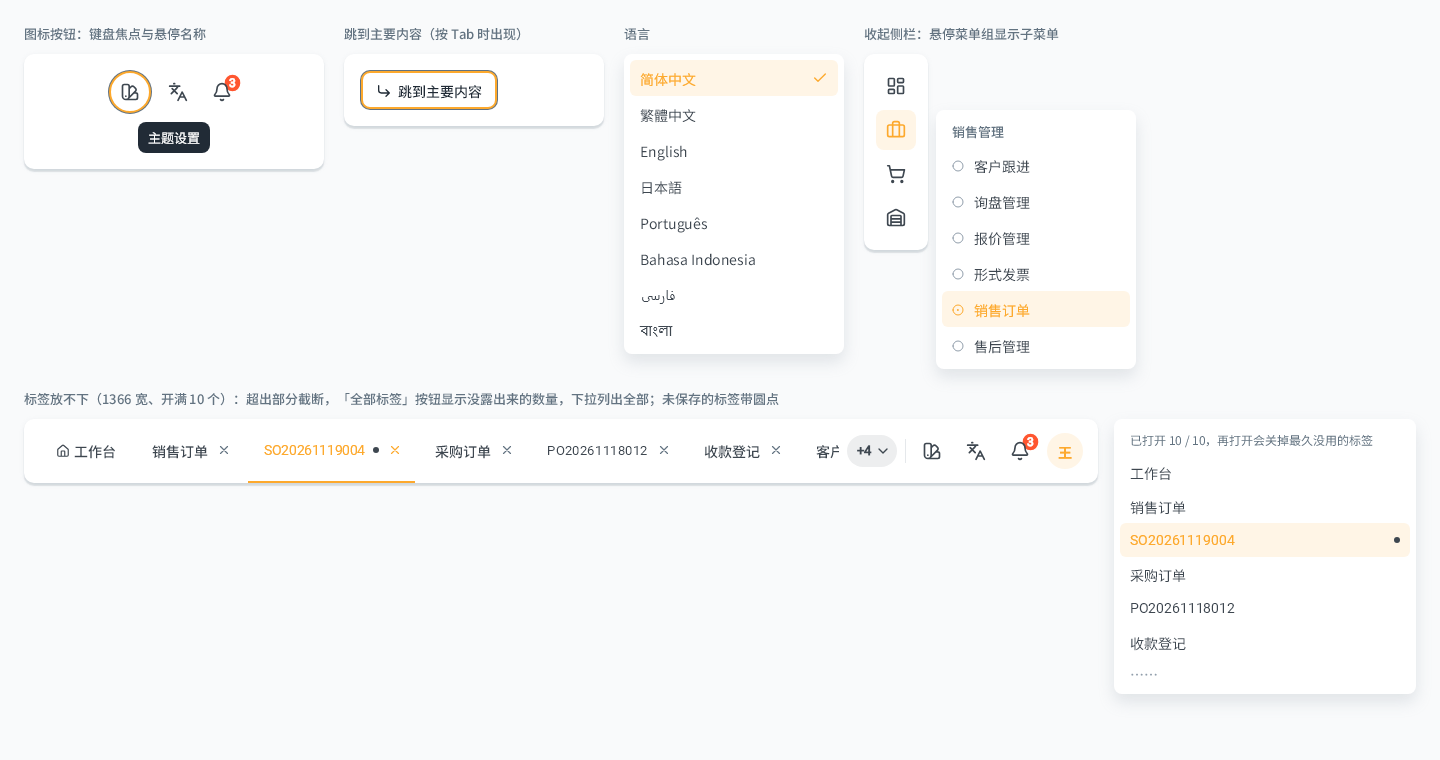 图标按钮：键盘焦点与悬停名称
3
主题设置
跳到主要内容（按 Tab 时出现）
跳到主要内容
语言
简体中文
繁體中文
English
日本語
Português
Bahasa Indonesia
فارسی
বাংলা
收起侧栏：悬停菜单组显示子菜单
销售管理
客户跟进
询盘管理
报价管理
形式发票
销售订单
售后管理
标签放不下（1366 宽、开满 10 个）：超出部分截断，「全部标签」按钮显示没露出来的数量，下拉列出全部；未保存的标签带圆点
工作台 销售订单 SO20261119004 采购订单 PO20261118012 收款登记 客户 +4 3 王
已打开 10 / 10，再打开会关掉最久没用的标签
工作台
销售订单
SO20261119004
采购订单
PO20261118012
收款登记
……